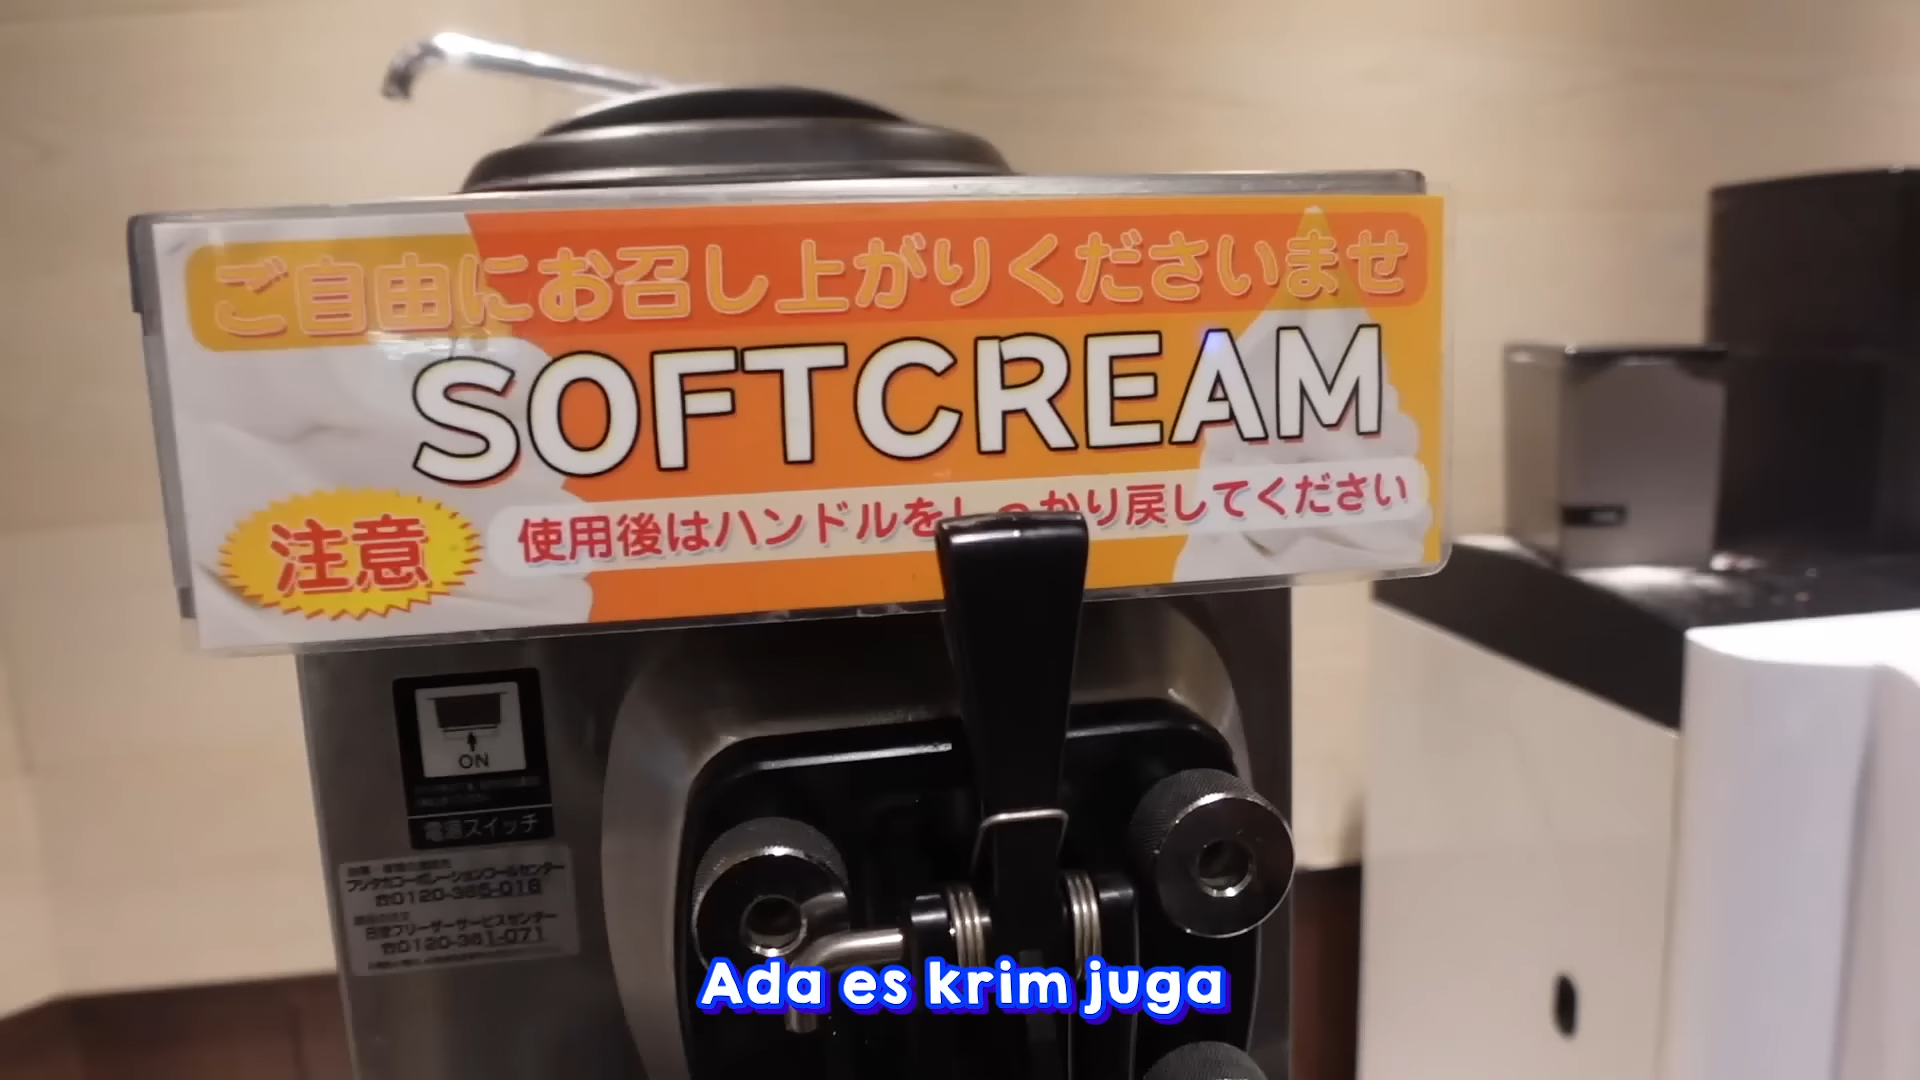 ご自由にお召し上がりくださいませ
SOFTCREAM
注意
使用後はハンドルをしっかり戻してください
ON
電源スイッチ
☎0120-365-018
☎0120-381-071
Ada es krim juga